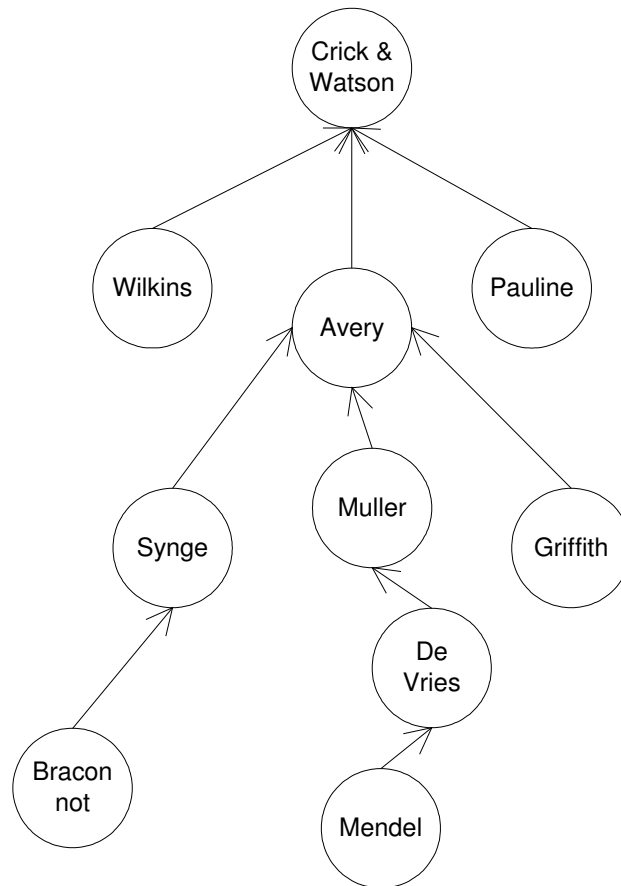 Crick &
Watson
Wilkins
Pauline
Avery
Muller
Synge
Griffith
De
Vries
Bracon
not
Mendel